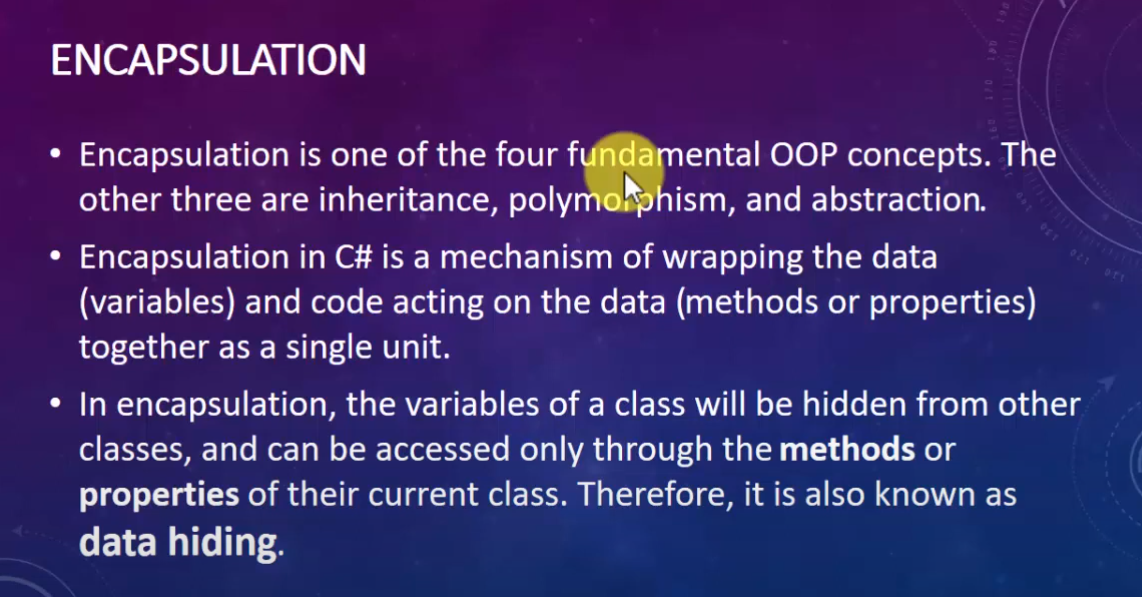 ENCAPSULATION
• Encapsulation is one of the four fundamental OOP concepts. The
other three are inheritance, polymorphism, and abstraction.
• Encapsulation in C# is a mechanism of wrapping the data
(variables) and code acting on the data (methods or properties)
together as a single unit.
• In encapsulation, the variables of a class will be hidden from other
classes, and can be accessed only through the methods or
properties of their current class. Therefore, it is also known as
data hiding.